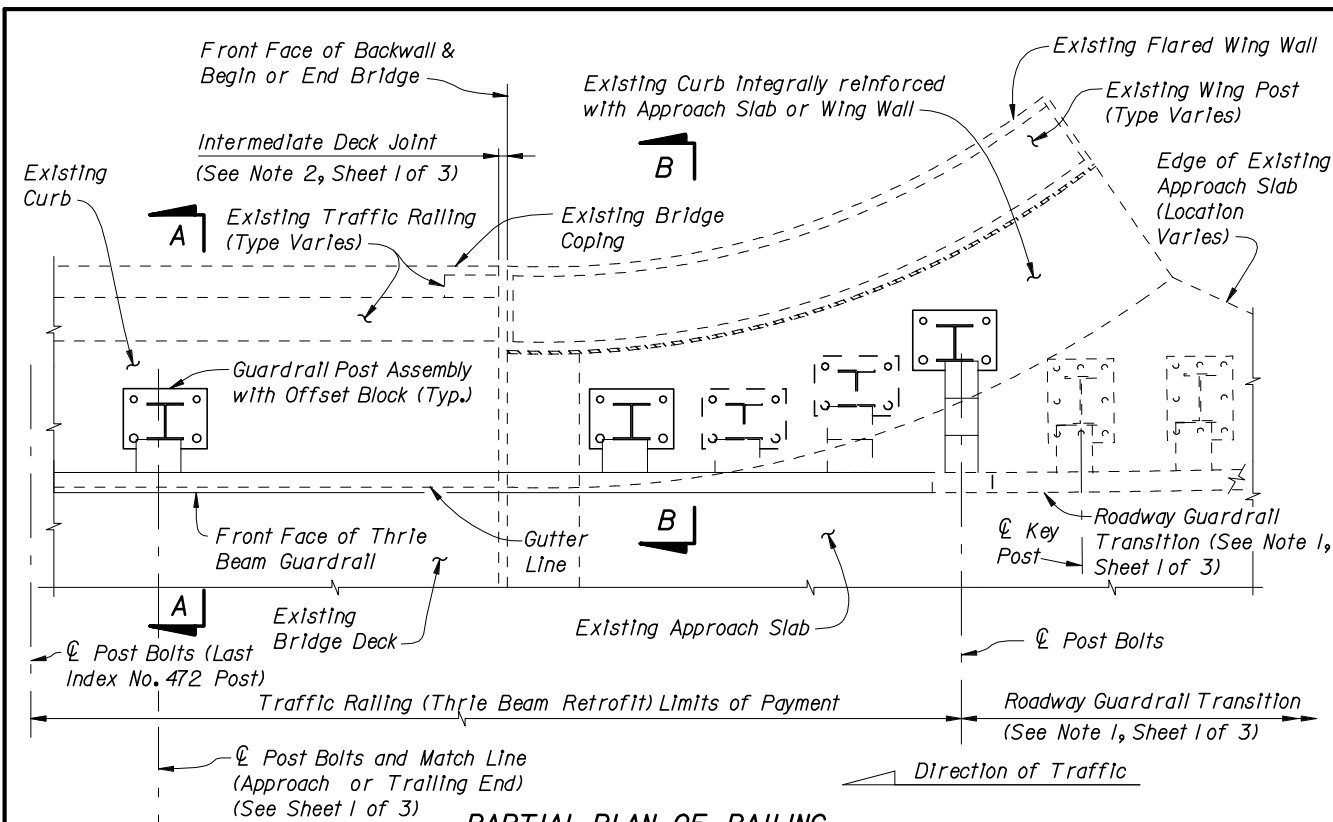 Front Face of Backwall &
Begin or End Bridge
Existing Flared Wing Wall
Existing Curb integrally reinforced
with Approach Slab or Wing Wall
Existing Wing Post
(Type Varies)
Intermediate Deck Joint
(See Note 2, Sheet 1 of 3)
B
Existing
Curb
Edge of Existing
Approach Slab
(Location
Varies)
A
Existing Traffic Railing
(Type Varies)
Existing Bridge
Coping
Guardrail Post Assembly
with Offset Block (Typ.)
Front Face of Thrie
Beam Guardrail
Gutter
Line
B
℄ Key
Post
Roadway Guardrail
Transition (See Note 1,
Sheet 1 of 3)
A
Existing
Bridge Deck
Existing Approach Slab
℄ Post Bolts (Last
Index No. 472 Post)
℄ Post Bolts
Traffic Railing (Thrie Beam Retrofit) Limits of Payment
Roadway Guardrail Transition
(See Note 1, Sheet 1 of 3)
℄ Post Bolts and Match Line
(Approach or Trailing End)
(See Sheet 1 of 3)
Direction of Traffic
PARTIAL PLAN OF RAILING